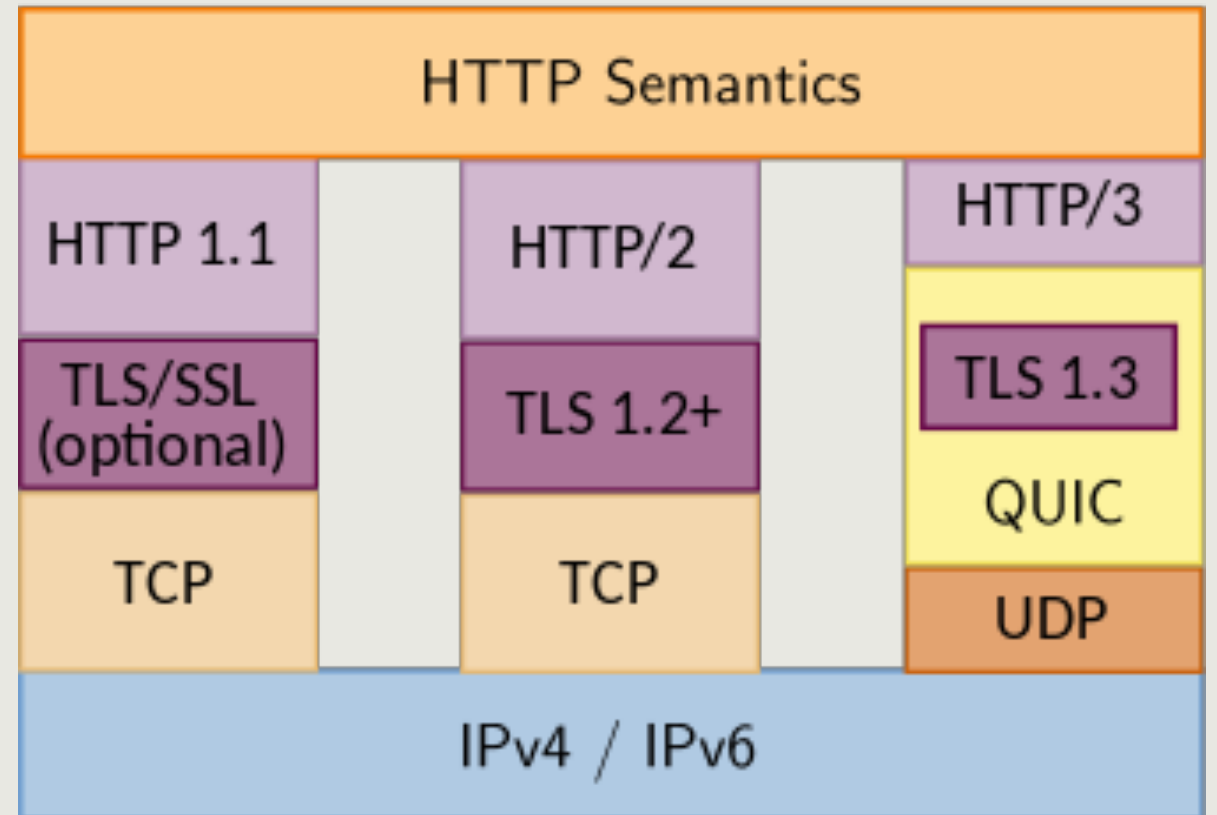 HTTP Semantics
HTTP 1.1
TLS/SSL
(optional)
TCP
HTTP/2
TLS 1.2+
TCP
HTTP/3
TLS 1.3
QUIC
UDP
IPv4 / IPv6